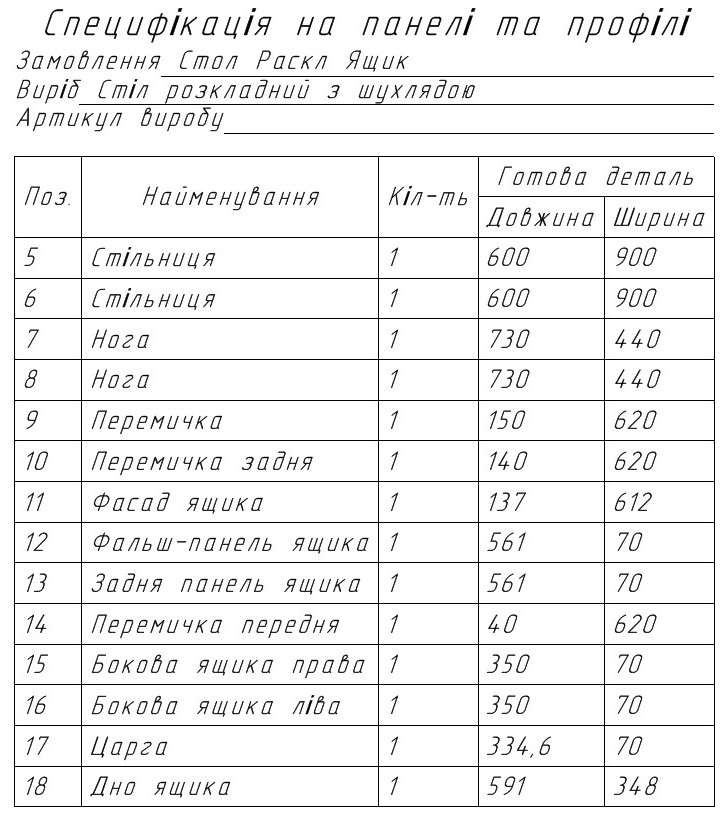 Специфікація на панелі та профілі
Замовлення Стол Раскл Ящик
Виріб Стіл розкладний з шухлядою
Артикул виробу
Поз. Найменування Кіл-ть Готова деталь
Довжина Ширина
5 Стільниця 1 600 900
6 Стільниця 1 600 900
7 Нога 1 730 440
8 Нога 1 730 440
9 Перемичка 1 150 620
10 Перемичка задня 1 140 620
11 Фасад ящика 1 137 612
12 Фальш-панель ящика 1 561 70
13 Задня панель ящика 1 561 70
14 Перемичка передня 1 40 620
15 Бокова ящика права 1 350 70
16 Бокова ящика ліва 1 350 70
17 Царга 1 334,6 70
18 Дно ящика 1 591 348